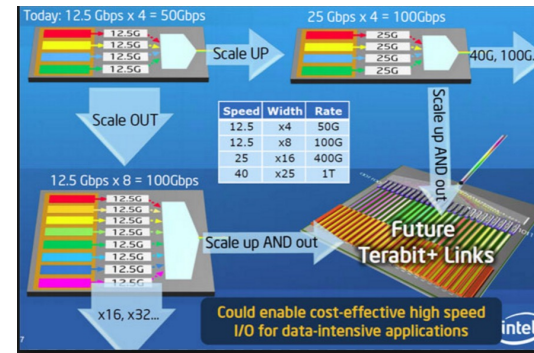 Today: 12.5 Gbps x 4 = 50Gbps
12.5G
12.5G
12.5G
12.5G
Scale UP
25 Gbps x 4 = 100Gbps
25G
25G
25G
25G
40G, 100G.
Scale OUT
Speed Width Rate
12.5 x4 50G
12.5 x8 100G
25 x16 400G
40 x25 1T
Scale up AND out
12.5 Gbps x 8 = 100Gbps
12.5G
12.5G
12.5G
12.5G
12.5G
12.5G
12.5G
12.5G
Scale up AND out
Future
Terabit+ Links
x16, x32...
Could enable cost-effective high speed
I/O for data-intensive applications
intel
7